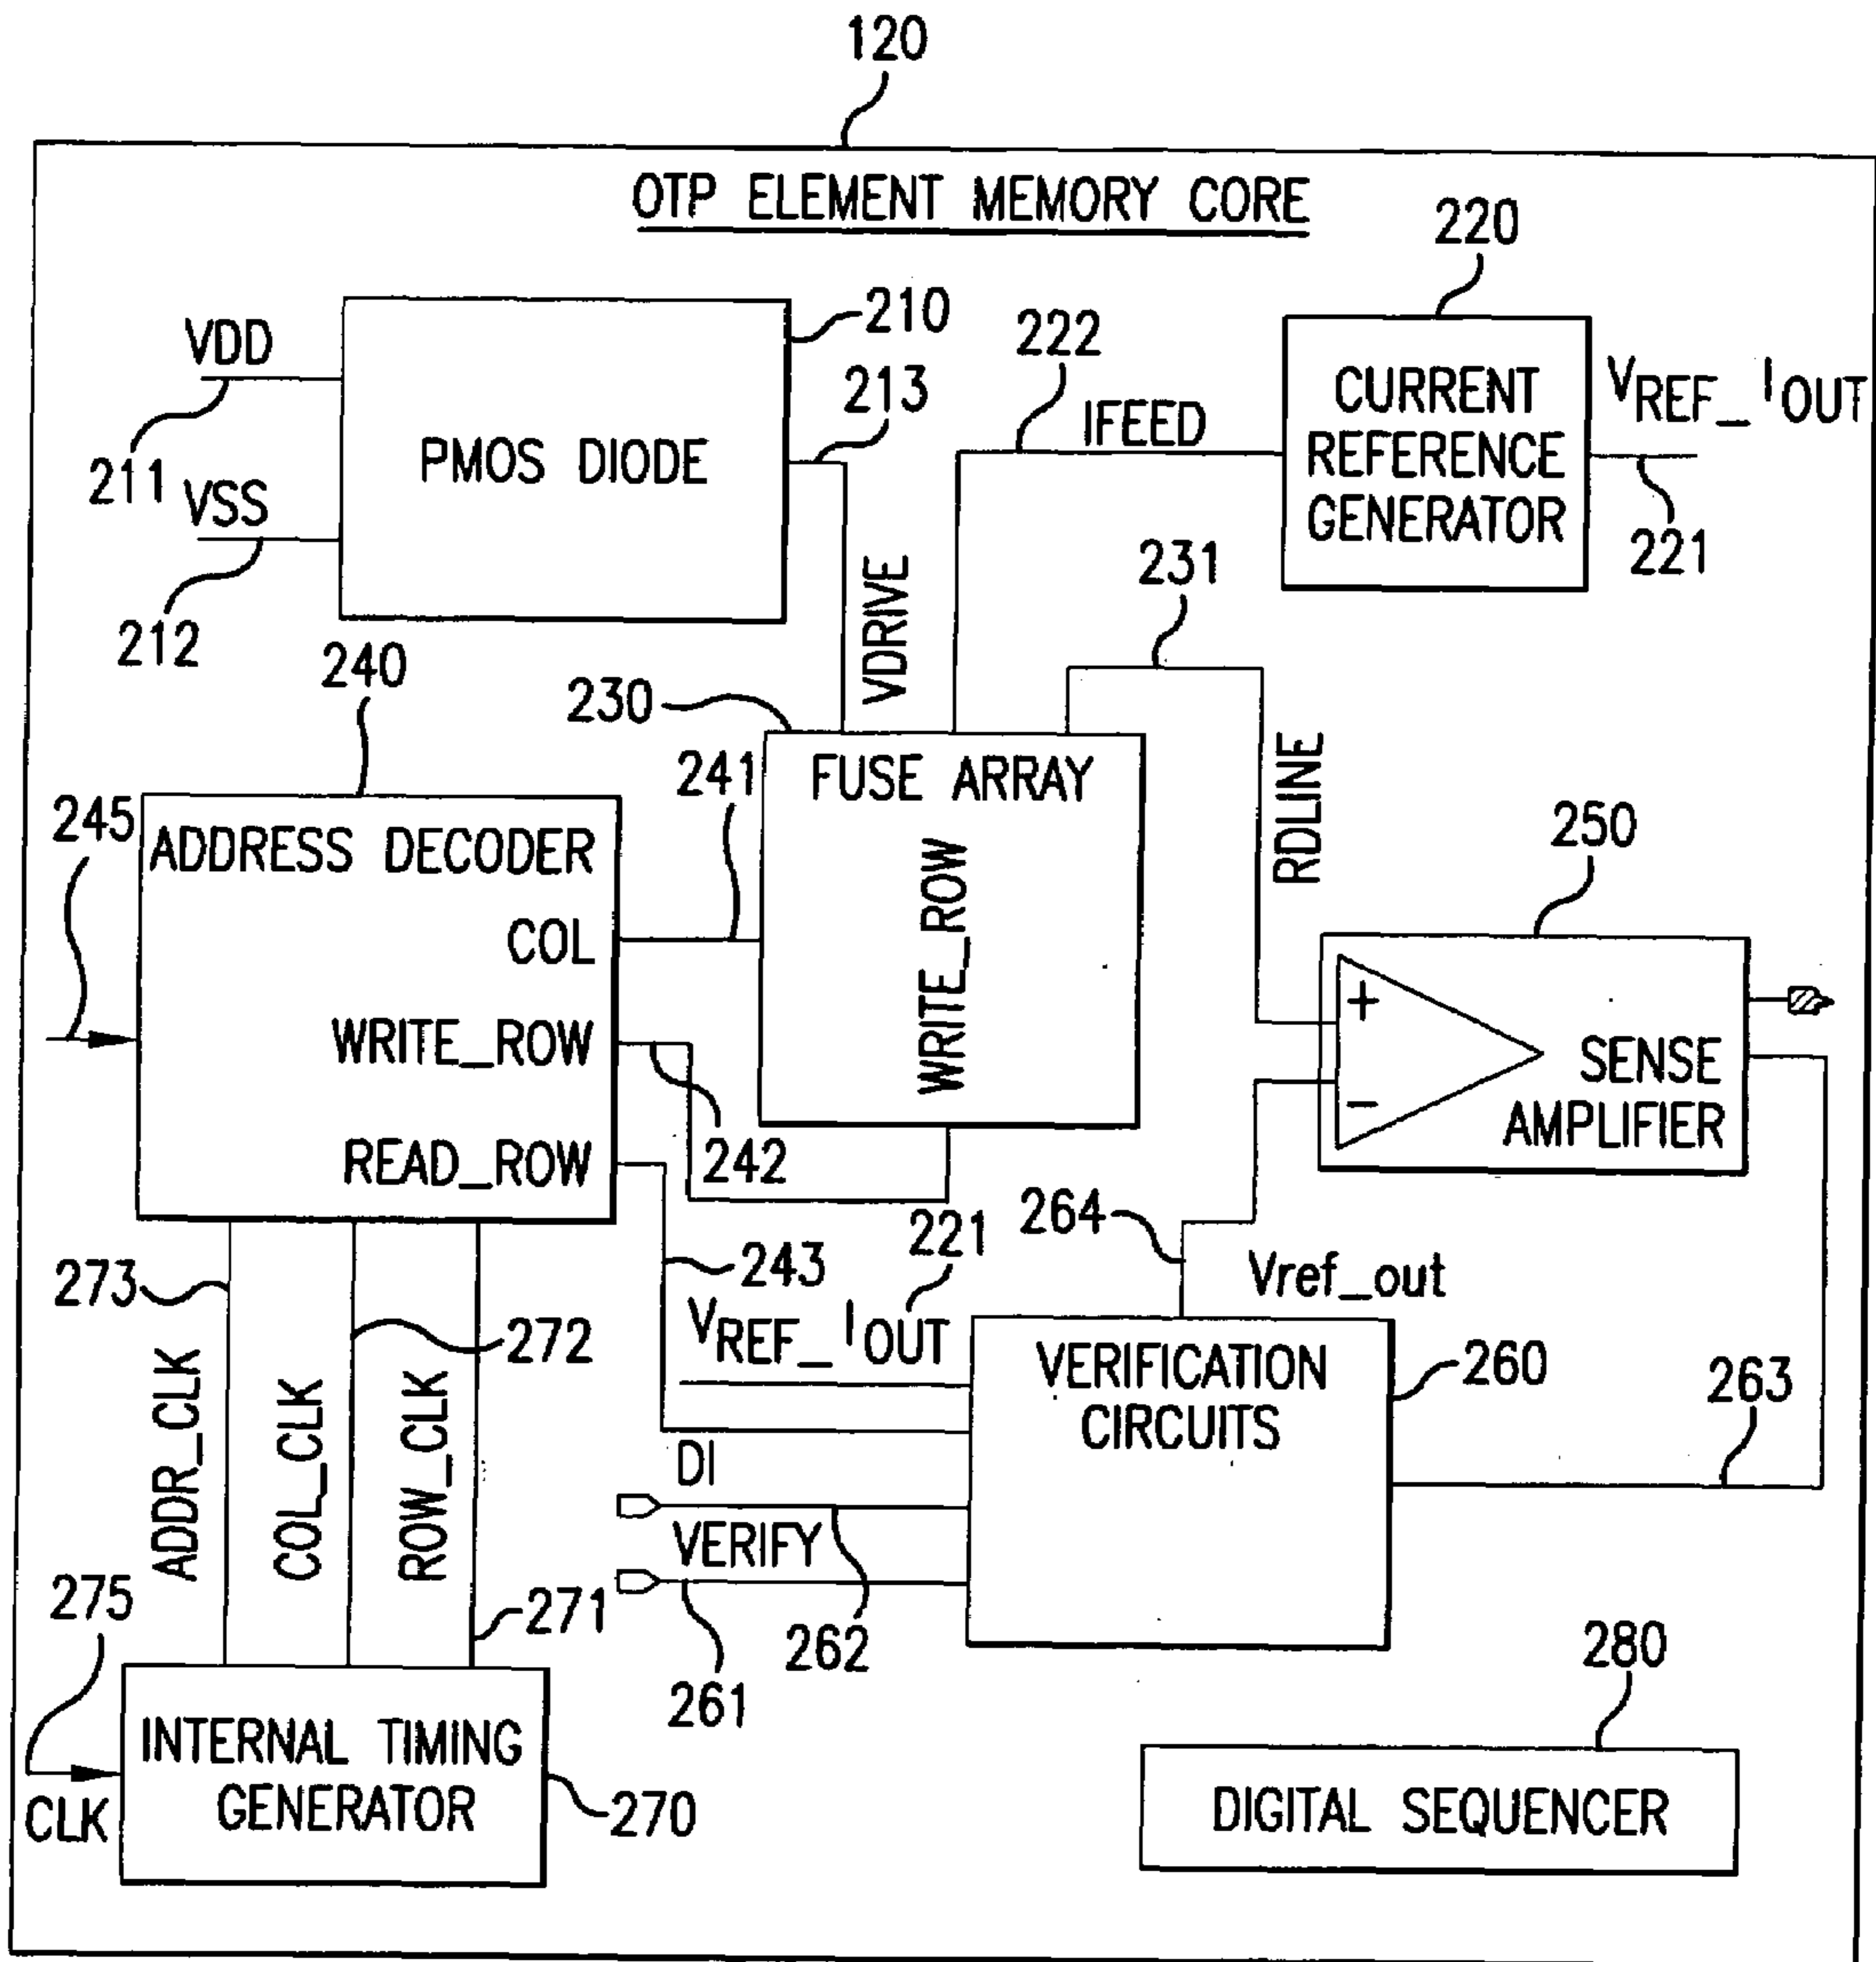 120
OTP ELEMENT MEMORY CORE
220
210
VDD
222
213
CURRENT
REFERENCE
GENERATOR
VREF_IOUT
IFEED
PMOS DIODE
211
VSS
221
231
212
VDRIVE
240
230
241
FUSE ARRAY
RDLINE
245
250
ADDRESS DECODER
WRITE_ROW
COL
+
WRITE_ROW
SENSE
AMPLIFIER
−
READ_ROW
242
264
221
243
273
Vref_out
VREF_IOUT
272
VERIFICATION
CIRCUITS
260
263
ADDR_CLK
COL_CLK
ROW_CLK
DI
VERIFY
275
271
262
280
261
INTERNAL TIMING
GENERATOR
CLK
270
DIGITAL SEQUENCER